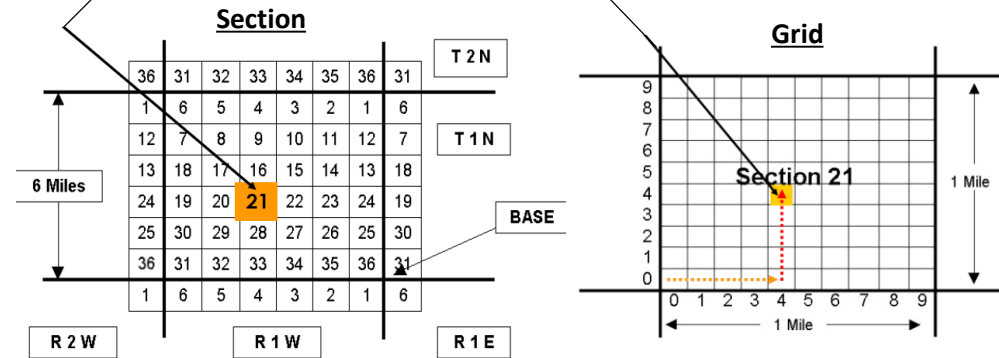 Section
36 31 32 33 34 35 36 31
1 6 5 4 3 2 1 6
12 7 8 9 10 11 12 7
13 18 17 16 15 14 13 18
24 19 20 21 22 23 24 19
25 30 29 28 27 26 25 30
36 31 32 33 34 35 36 31
1 6 5 4 3 2 1 6
6 Miles
T 2 N
T 1 N
BASE
R 2 W
R 1 W
R 1 E
Grid
9
8
7
6
5
4
3
2
1
0
Section 21
0 1 2 3 4 5 6 7 8 9
1 Mile
1 Mile